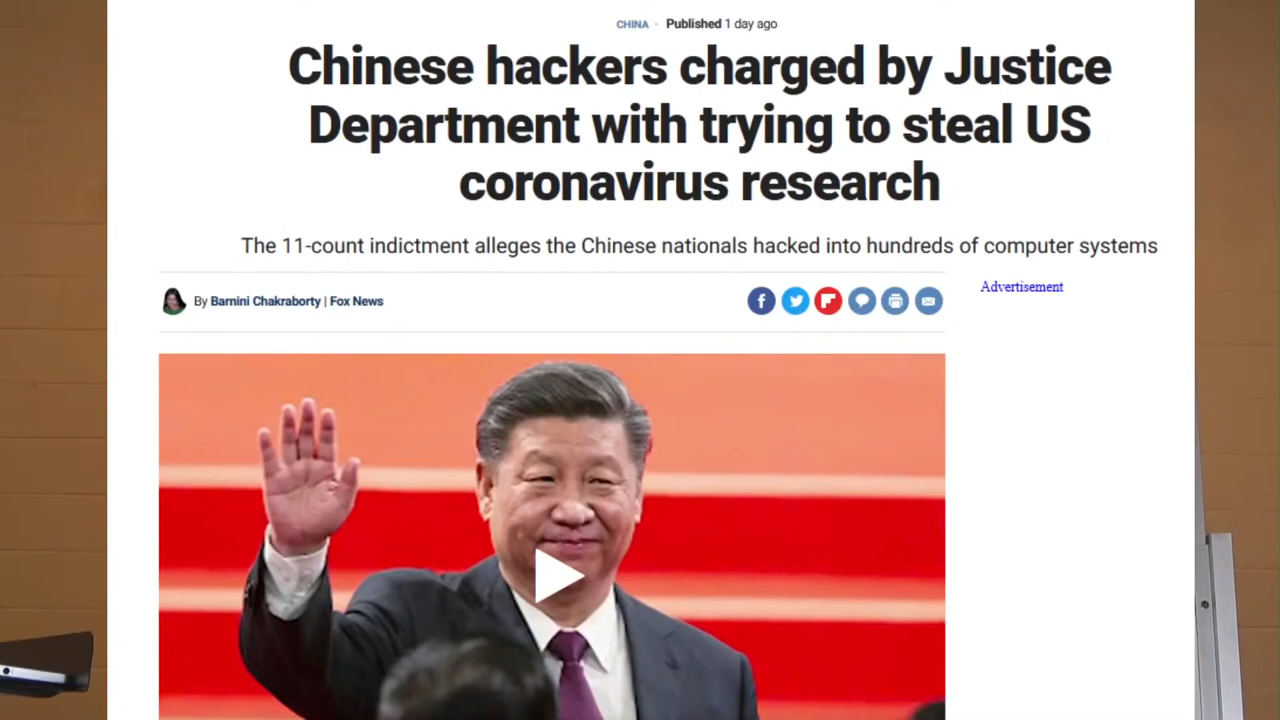 CHINA · Published 1 day ago
Chinese hackers charged by Justice
Department with trying to steal US
coronavirus research
The 11-count indictment alleges the Chinese nationals hacked into hundreds of computer systems
By Barnini Chakraborty | Fox News
Advertisement